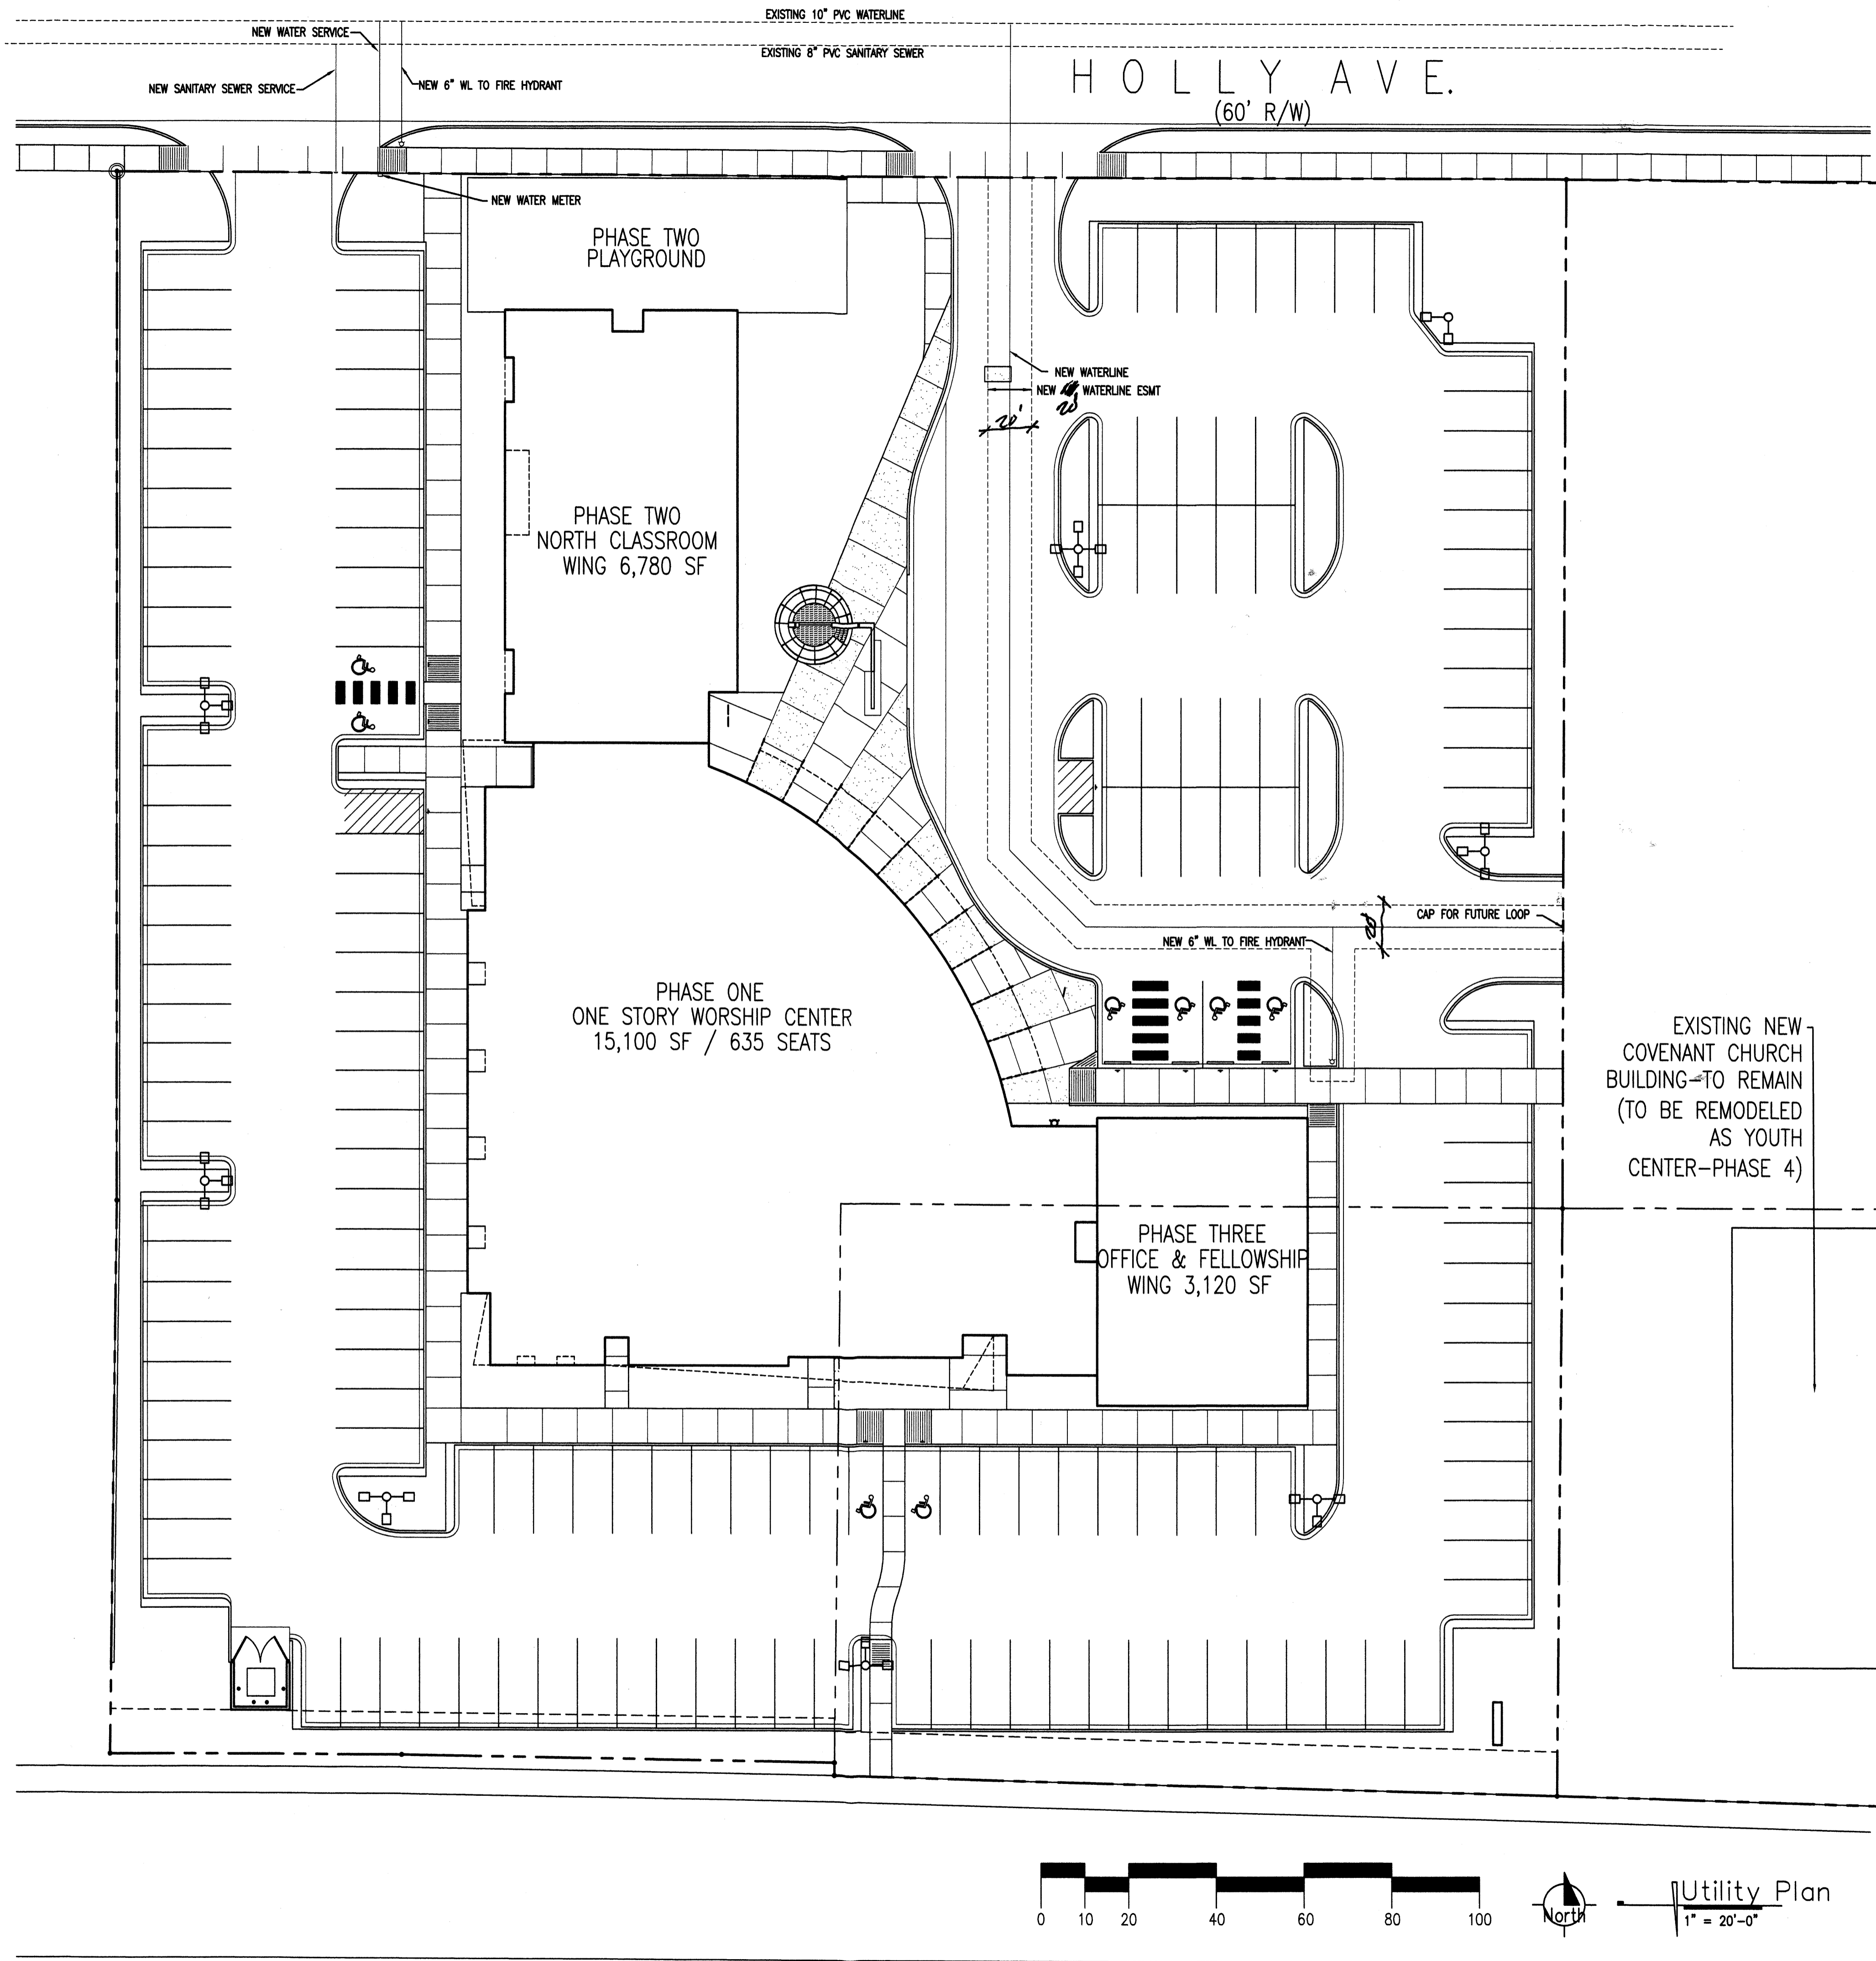 EXISTING 10" PVC WATERLINE
NEW WATER SERVICE
EXISTING 8" PVC SANITARY SEWER
NEW SANITARY SEWER SERVICE
NEW 6" WL TO FIRE HYDRANT
HOLLY AVE.
(60' R/W)
NEW WATER METER
PHASE TWO
PLAYGROUND
NEW WATERLINE
NEW WATERLINE ESMT
20'
20'
PHASE TWO
NORTH CLASSROOM
WING 6,780 SF
CAP FOR FUTURE LOOP
20'
NEW 6" WL TO FIRE HYDRANT
PHASE ONE
ONE STORY WORSHIP CENTER
15,100 SF / 635 SEATS
EXISTING NEW
COVENANT CHURCH
BUILDING-TO REMAIN
(TO BE REMODELED
AS YOUTH
CENTER-PHASE 4)
PHASE THREE
OFFICE & FELLOWSHIP
WING 3,120 SF
0 10 20 40 60 80 100
North
Utility Plan
1" = 20'-0"